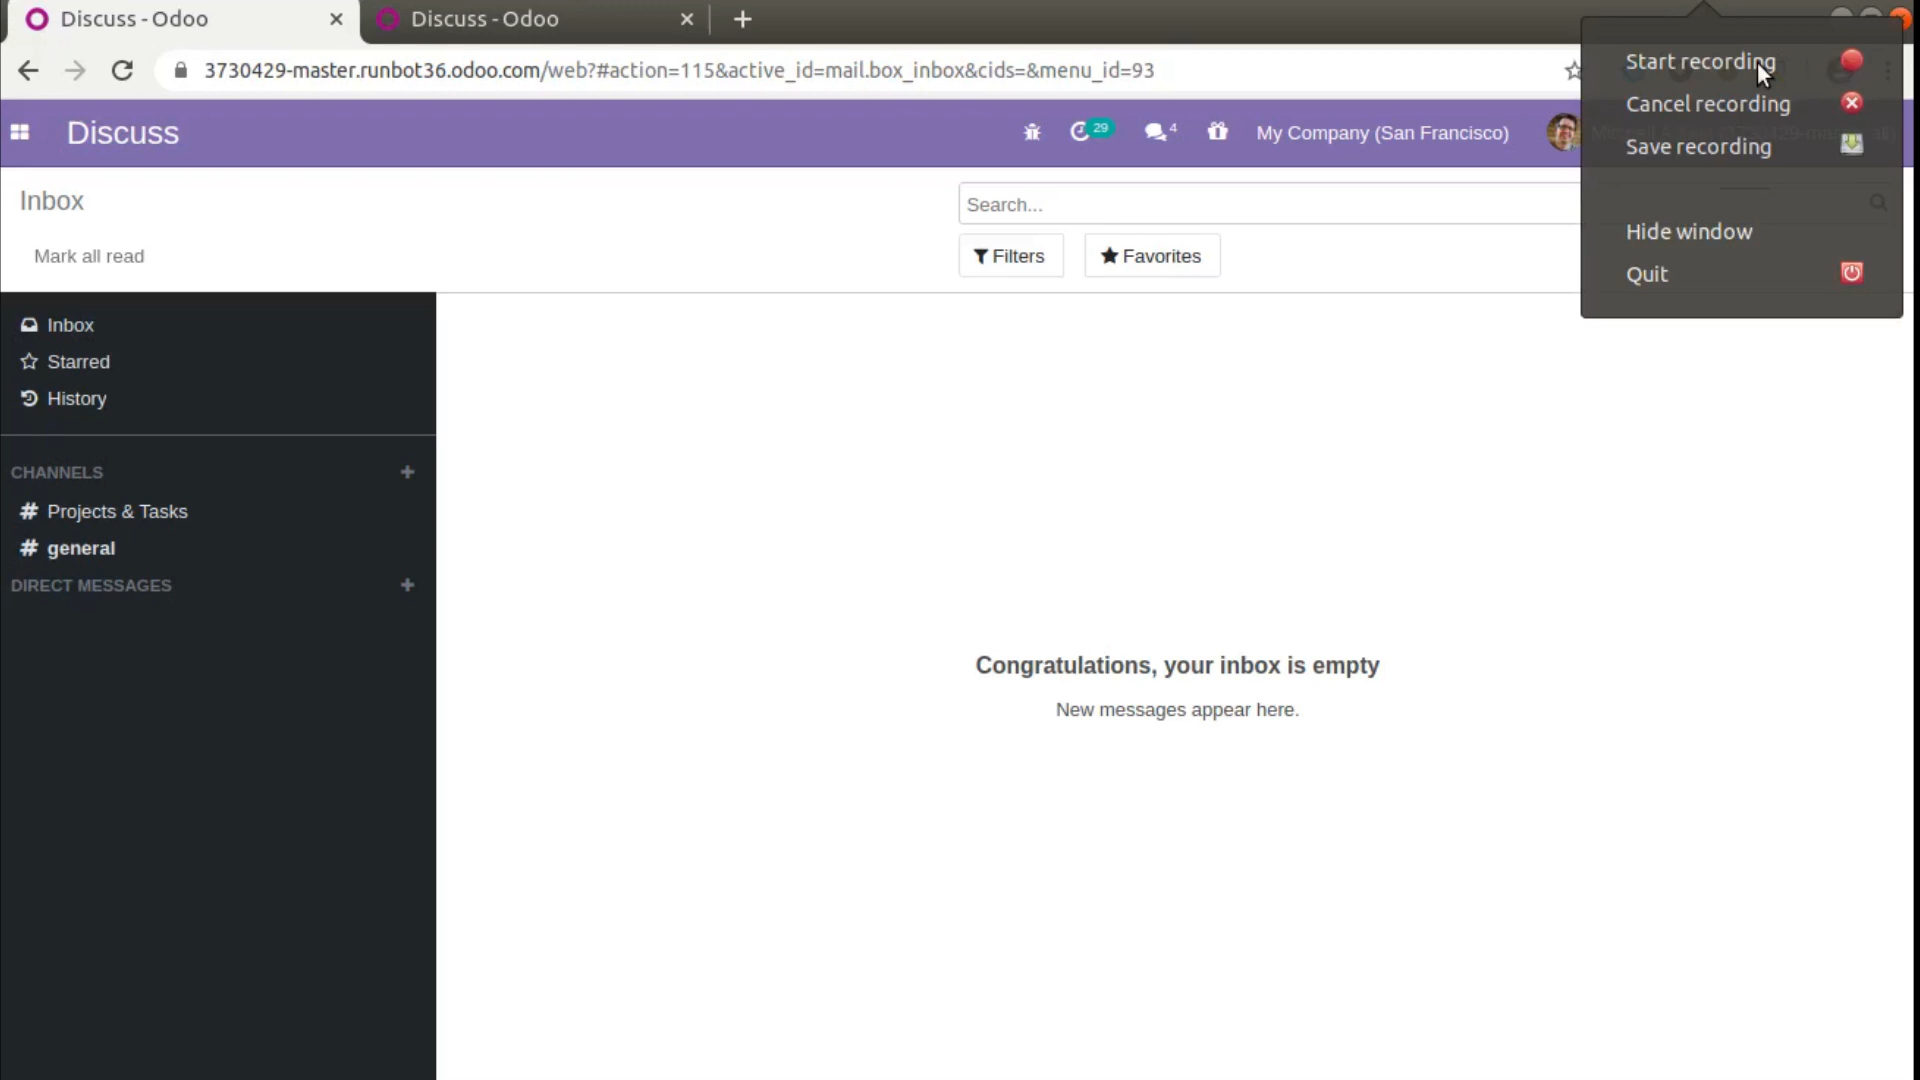 Discuss - Odoo
Discuss - Odoo
3730429-master.runbot36.odoo.com/web?#action=115&active_id=mail.box_inbox&cids=&menu_id=93
Start recording
Cancel recording
Save recording
Hide window
Quit
Discuss
29
4
My Company (San Francisco)
Inbox
Search...
Mark all read
Filters
Favorites
Inbox
Starred
History
CHANNELS
# Projects & Tasks
# general
DIRECT MESSAGES
Congratulations, your inbox is empty
New messages appear here.